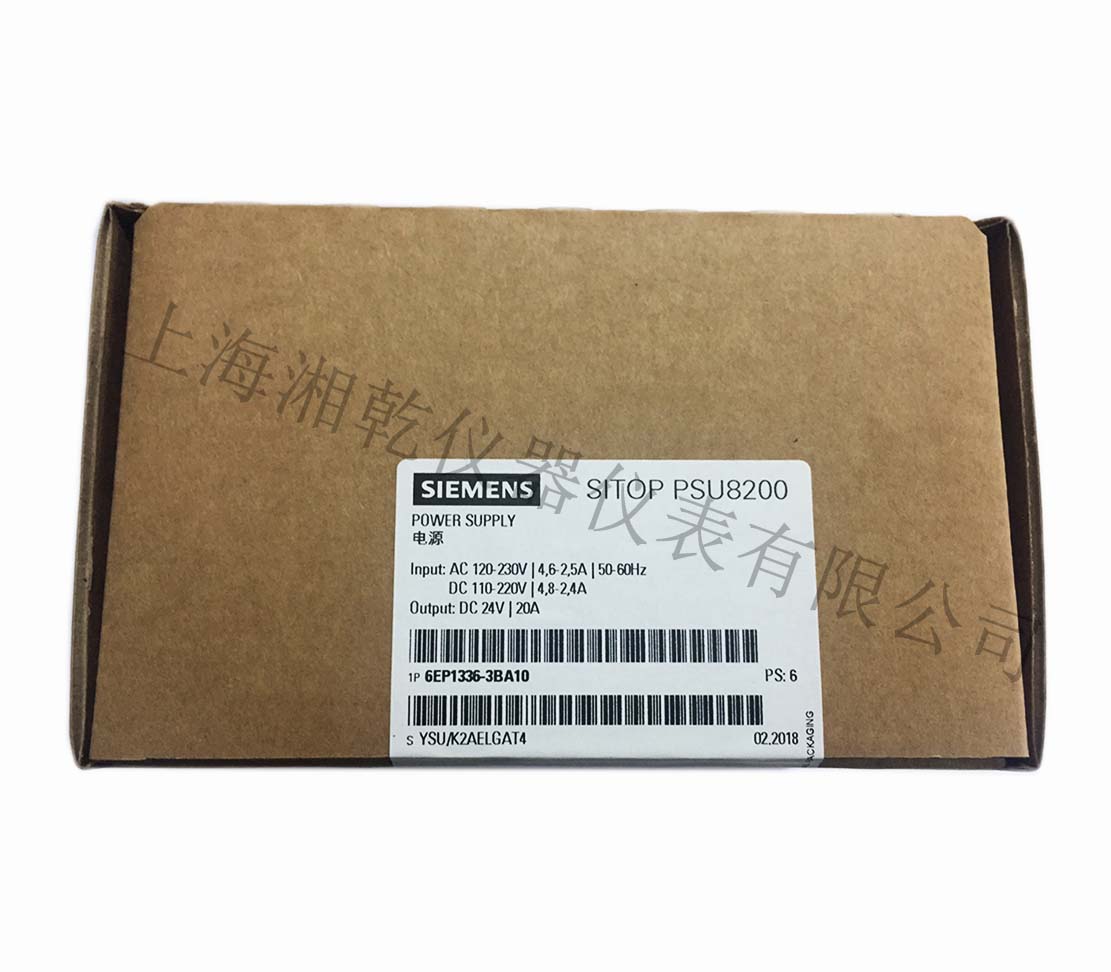 上海湘乾仪器仪表有限公司
SIEMENS SITOP PSU8200
POWER SUPPLY
电源
Input: AC 120-230V | 4,6-2,5A | 50-60Hz
DC 110-220V | 4,8-2,4A
Output: DC 24V | 20A
1P 6EP1336-3BA10 PS: 6
S YSU/K2AELGAT4 02.2018